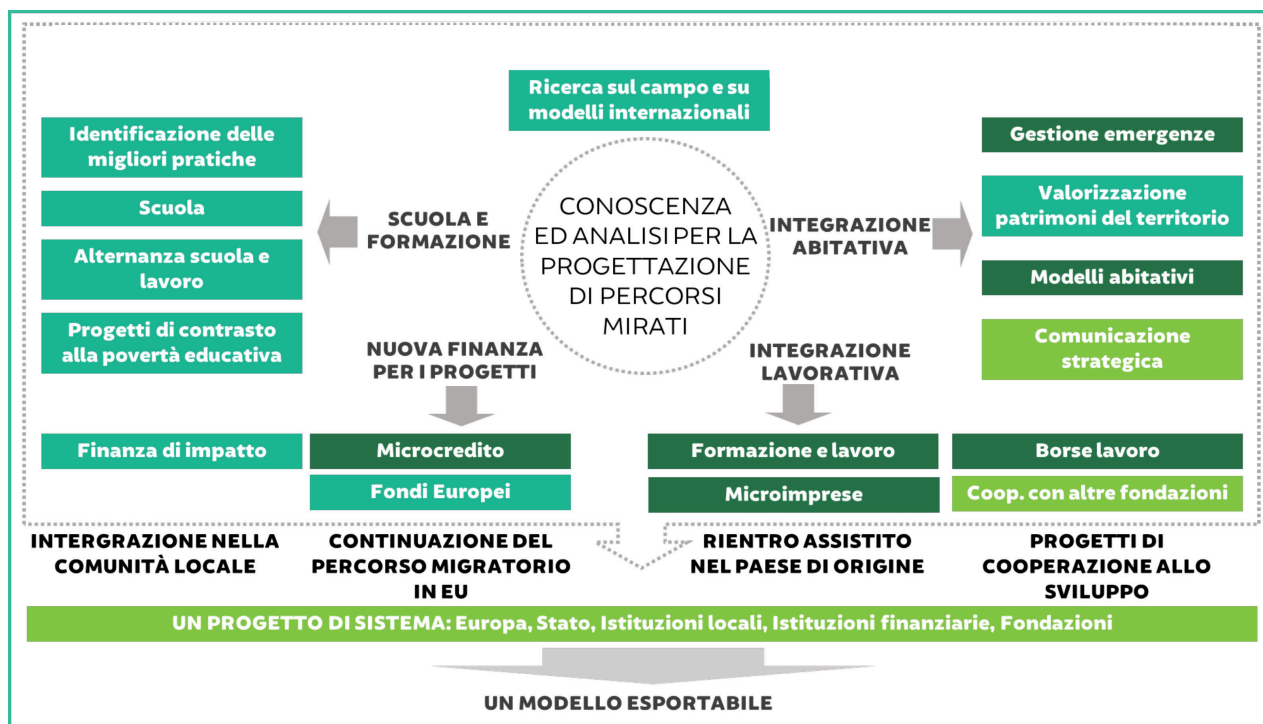 Ricerca sul campo e su
modelli internazionali
Identificazione delle
migliori pratiche
Scuola
Alternanza scuola e
lavoro
Progetti di contrasto
alla povertà educativa
SCUOLA E
FORMAZIONE
CONOSCENZA
ED ANALISI PER LA
PROGETTAZIONE
DI PERCORSI
MIRATI
INTEGRAZIONE
ABITATIVA
Gestione emergenze
Valorizzazione
patrimoni del territorio
Modelli abitativi
Comunicazione
strategica
NUOVA FINANZA
PER I PROGETTI
INTEGRAZIONE
LAVORATIVA
Finanza di impatto
Microcredito
Fondi Europei
Formazione e lavoro
Microimprese
Borse lavoro
Coop. con altre fondazioni
INTERGRAZIONE NELLA
COMUNITÀ LOCALE
CONTINUAZIONE DEL
PERCORSO MIGRATORIO
IN EU
RIENTRO ASSISTITO
NEL PAESE DI ORIGINE
PROGETTI DI
COOPERAZIONE ALLO
SVILUPPO
UN PROGETTO DI SISTEMA: Europa, Stato, Istituzioni locali, Istituzioni finanziarie, Fondazioni
UN MODELLO ESPORTABILE